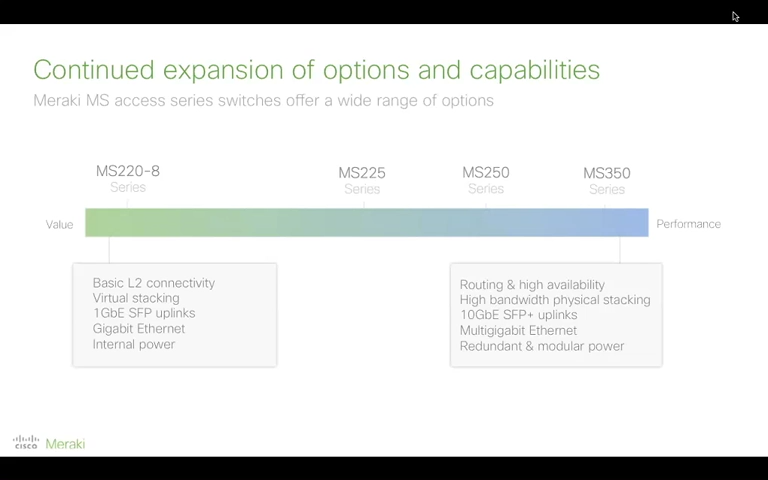 Continued expansion of options and capabilities
Meraki MS access series switches offer a wide range of options
MS220-8
Series
MS225
Series
MS250
Series
MS350
Series
Value
Performance
Basic L2 connectivity
Virtual stacking
1GbE SFP uplinks
Gigabit Ethernet
Internal power
Routing & high availability
High bandwidth physical stacking
10GbE SFP+ uplinks
Multigigabit Ethernet
Redundant & modular power
cisco Meraki